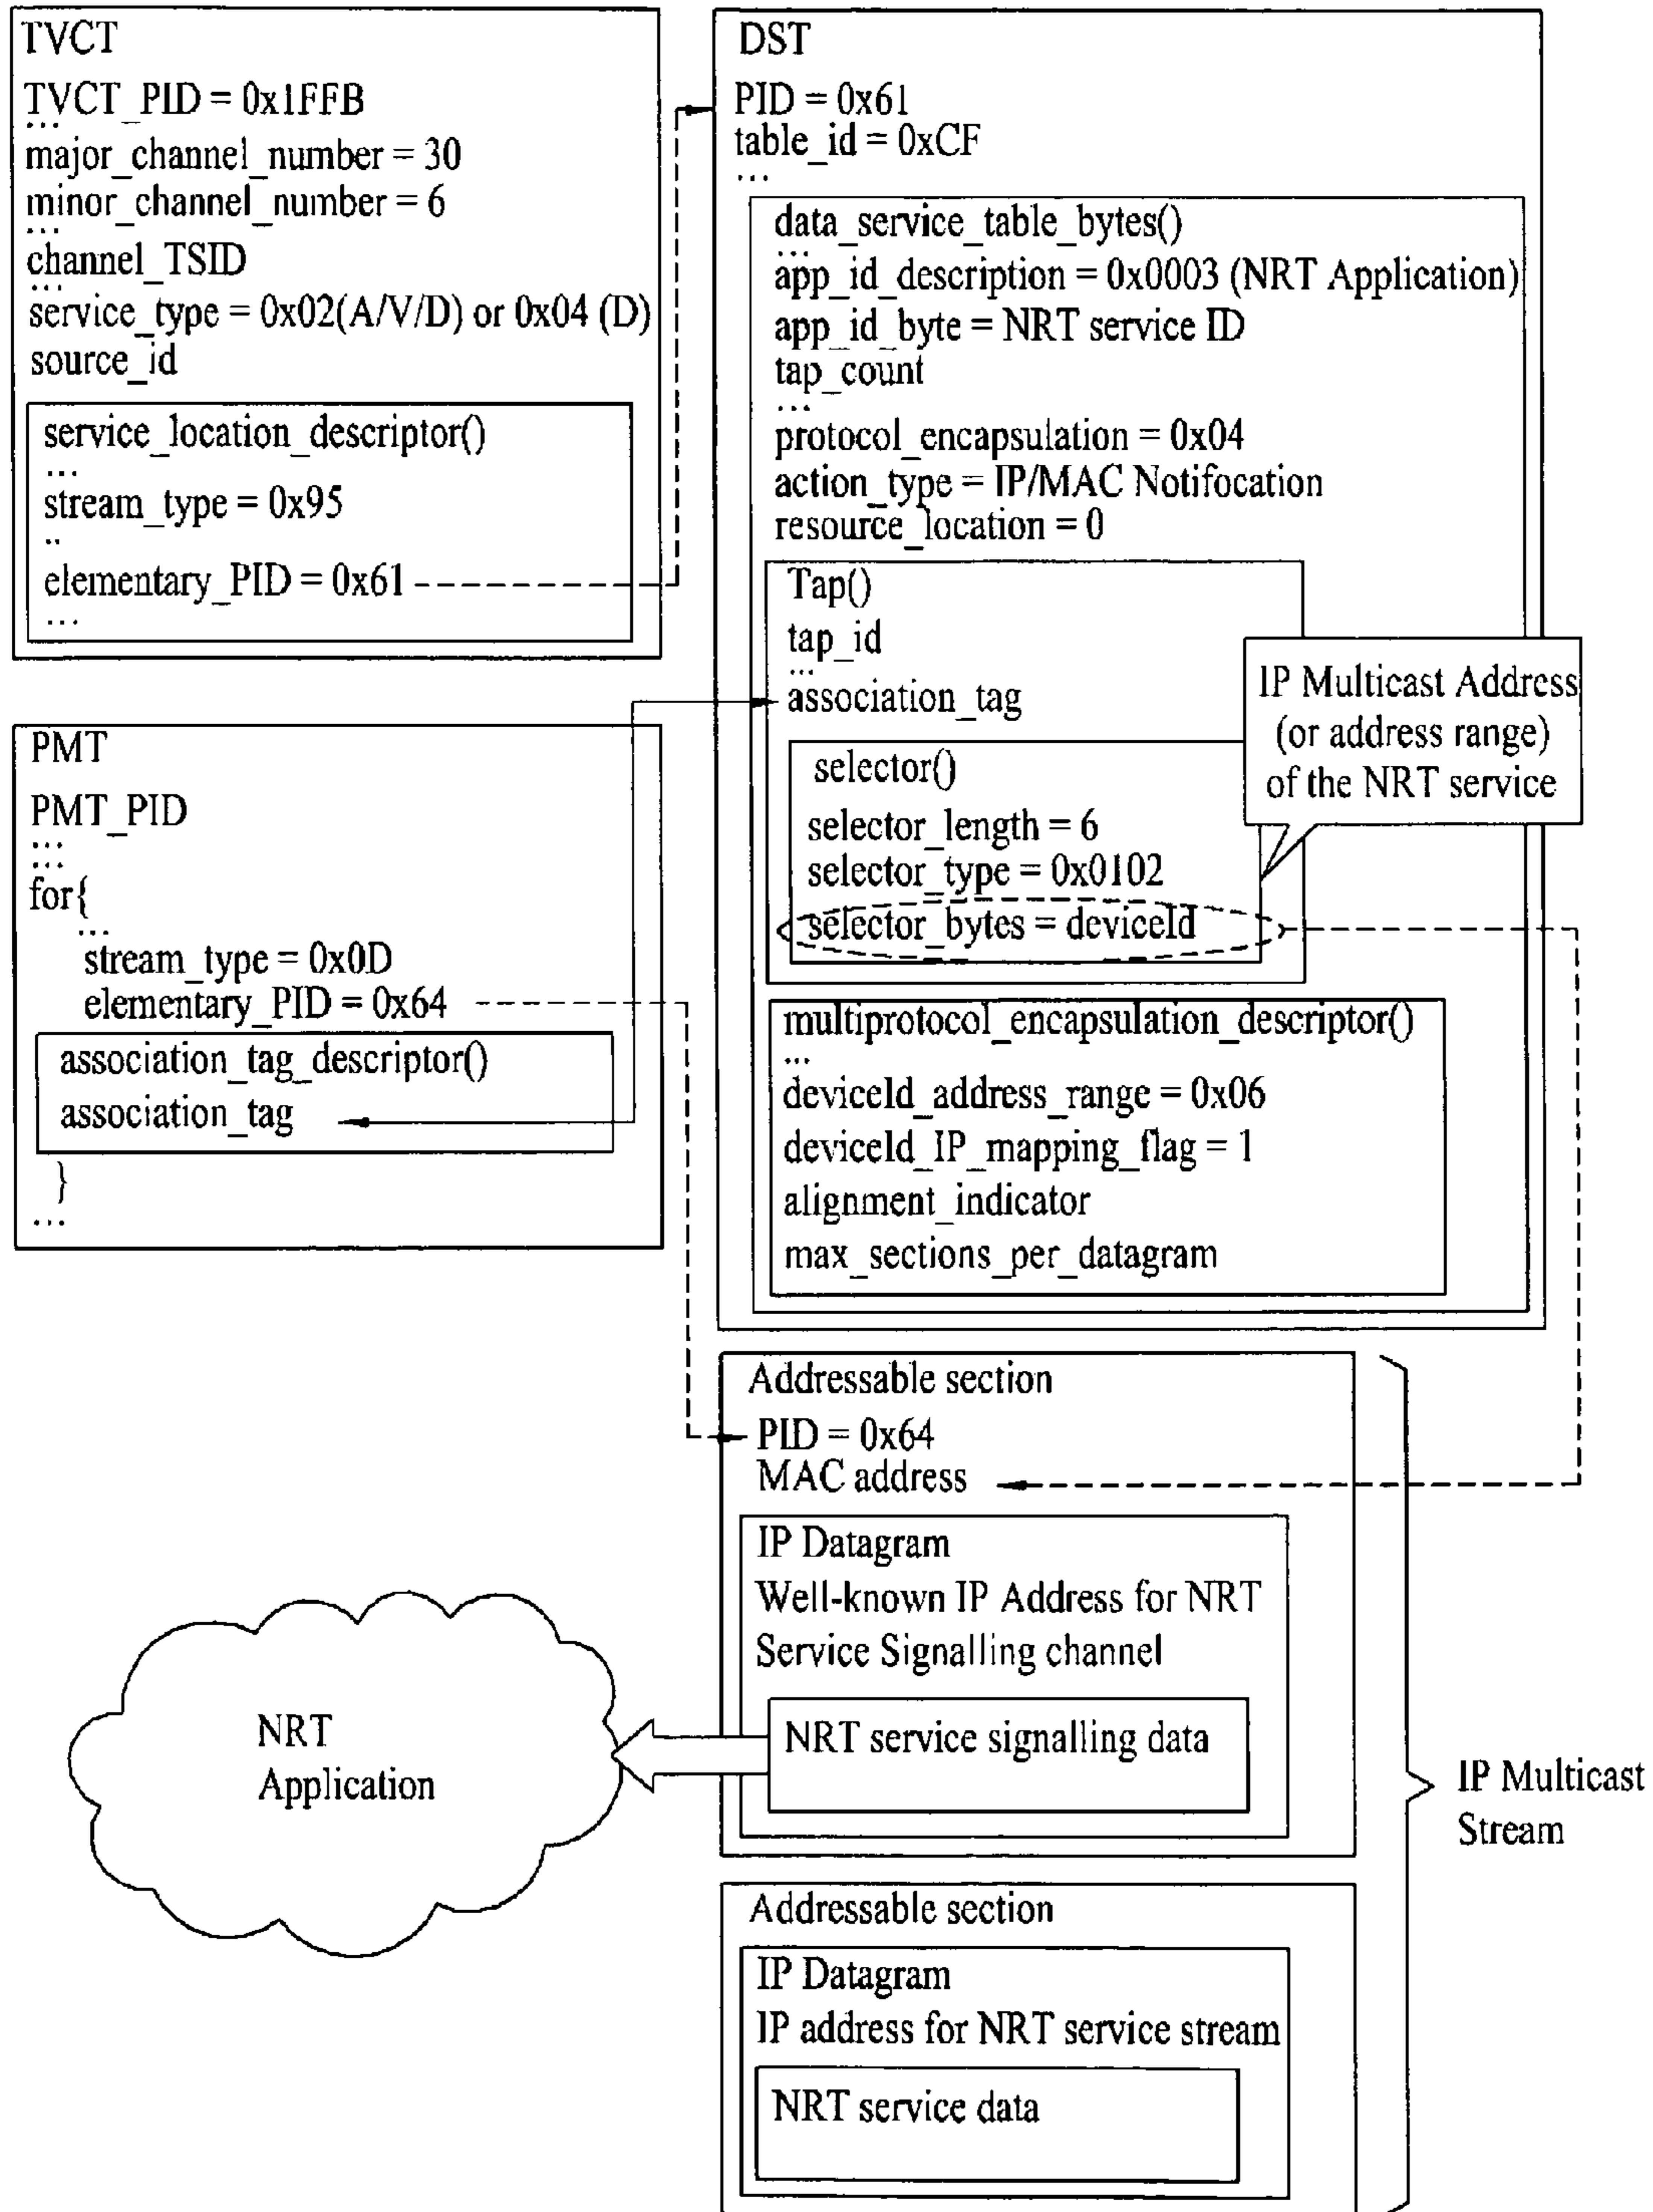 TVCT
TVCT_PID = 0x1FFB
...
major_channel_number = 30
minor_channel_number = 6
...
channel_TSID
...
service_type = 0x02(A/V/D) or 0x04 (D)
source_id
service_location_descriptor()
...
stream_type = 0x95
..
elementary_PID = 0x61
...
PMT
PMT_PID
...
...
for{
...
stream_type = 0x0D
elementary_PID = 0x64
association_tag_descriptor()
association_tag
}
...
DST
PID = 0x61
table_id = 0xCF
...
data_service_table_bytes()
...
app_id_description = 0x0003 (NRT Application)
app_id_byte = NRT service ID
tap_count
...
protocol_encapsulation = 0x04
action_type = IP/MAC Notifocation
resource_location = 0
Tap()
tap_id
...
association_tag
selector()
selector_length = 6
selector_type = 0x0102
selector_bytes = deviceId
IP Multicast Address
(or address range)
of the NRT service
multiprotocol_encapsulation_descriptor()
...
deviceId_address_range = 0x06
deviceId_IP_mapping_flag = 1
alignment_indicator
max_sections_per_datagram
Addressable section
PID = 0x64
MAC address
IP Datagram
Well-known IP Address for NRT
Service Signalling channel
NRT service signalling data
NRT
Application
IP Multicast
Stream
Addressable section
IP Datagram
IP address for NRT service stream
NRT service data